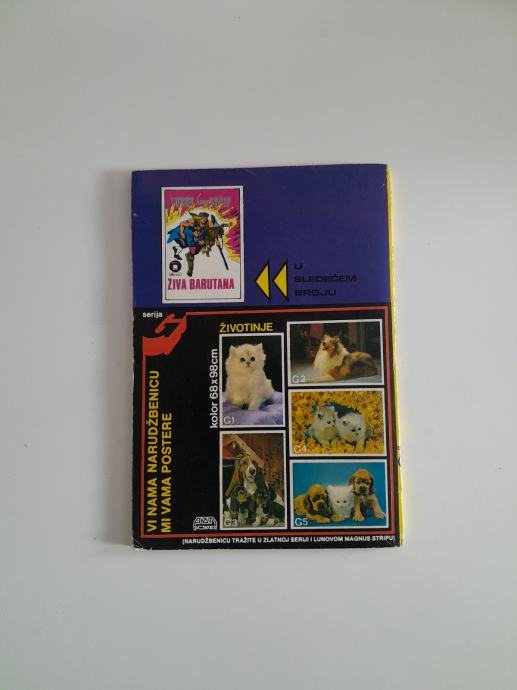 ŽIVA BARUTANA
U
SLEDEĆEM
BROJU
serija
G
ŽIVOTINJE
VI NAMA NARUDŽBENICU
MI VAMA POSTERE
kolor 68x98cm
G1
G2
G3
G4
G5
(NARUDŽBENICU TRAŽITE U ZLATNOJ SERIJI I LUNOVOM MAGNUS STRIPU)